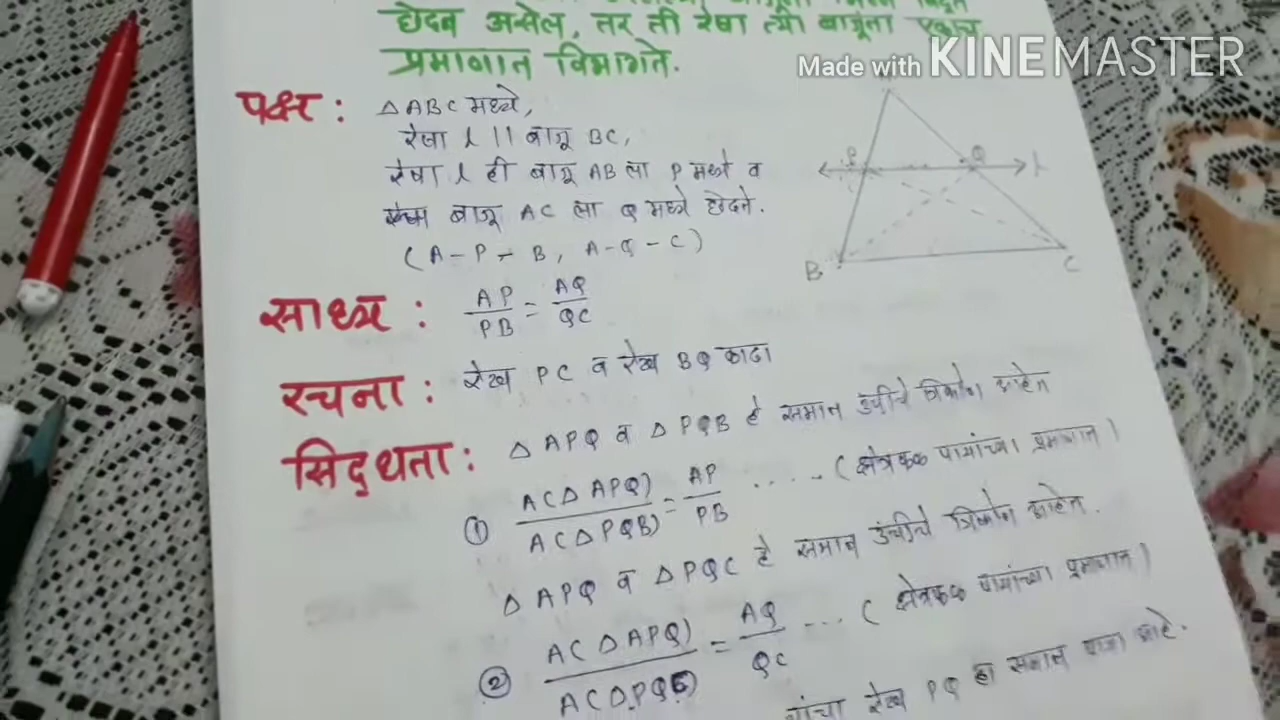 छेदत असेल, तर ती रेषा त्या बाजूंना एकाच
प्रमाणात विभागते.
Made with KINEMASTER
पक्ष : △ABC मध्ये,
रेषा l || बाजू BC,
रेषा l ही बाजू AB ला P मध्ये व
बाजू AC ला Q मध्ये छेदते.
(A-P-B, A-Q-C)
P Q l
B C
साध्य : AP/PB = AQ/QC
रचना : रेख PC व रेख BQ काढा
सिद्धता : △APQ व △PQB हे समान उंचीचे त्रिकोण आहेत
① A(△APQ)/A(△PQB) = AP/PB ..... (क्षेत्रफळ पायांच्या प्रमाणात)
△APQ व △PQC हे समान उंचीचे त्रिकोण आहेत.
② A(△APQ)/A(△PQC) = AQ/QC ... (क्षेत्रफळ पायांच्या प्रमाणात)
रेख PQ हा समान पाया आहे.